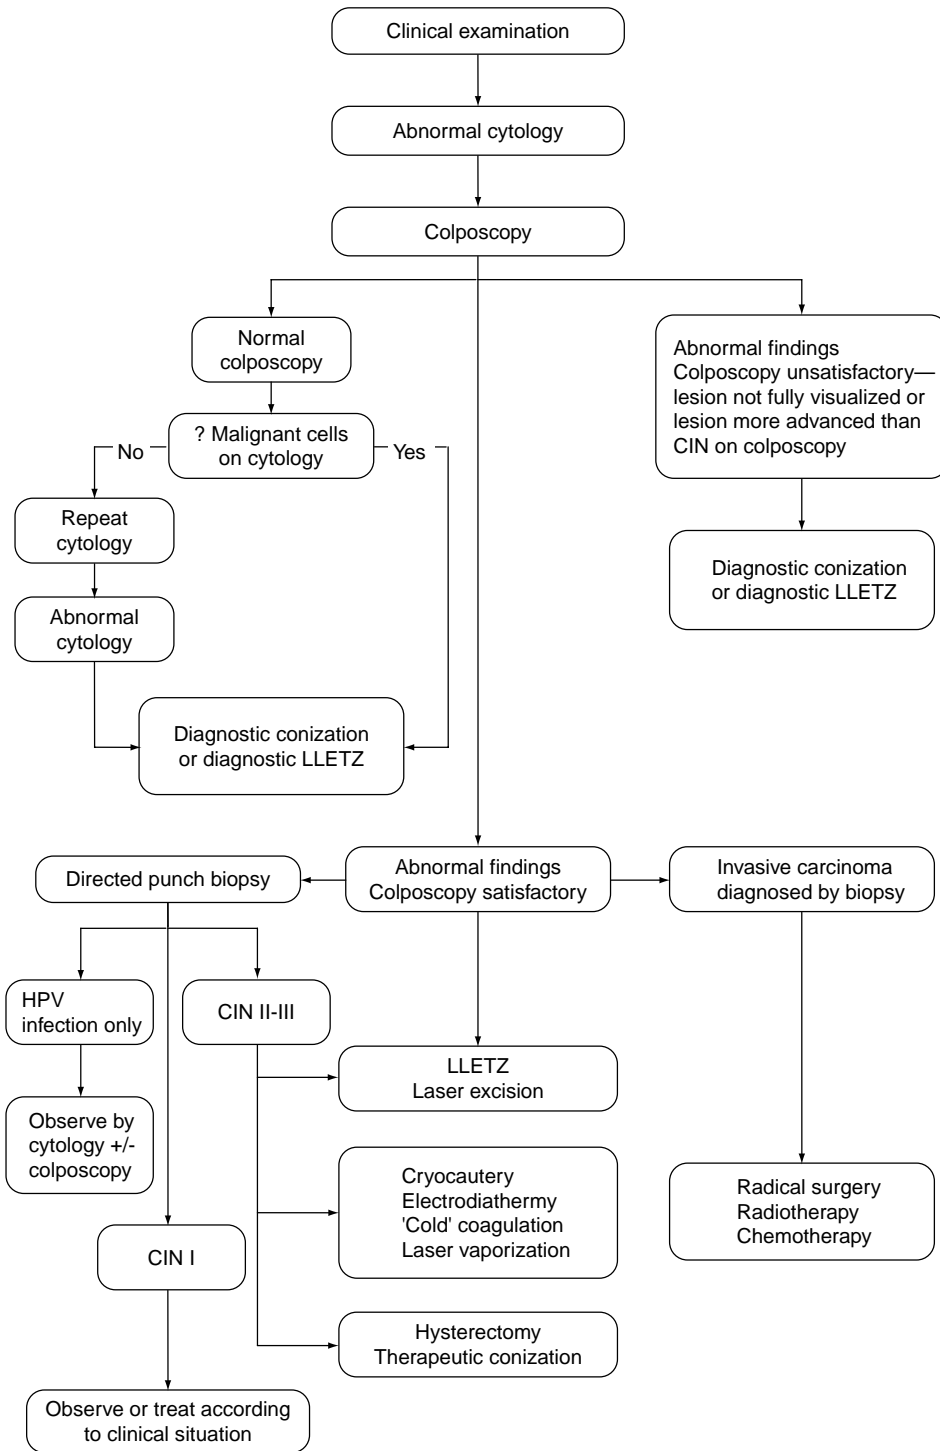 Clinical examination
Abnormal cytology
Colposcopy
Normal
colposcopy
? Malignant cells
on cytology
No
Yes
Repeat
cytology
Abnormal
cytology
Diagnostic conization
or diagnostic LLETZ
Abnormal findings
Colposcopy unsatisfactory—
lesion not fully visualized or
lesion more advanced than
CIN on colposcopy
Diagnostic conization
or diagnostic LLETZ
Directed punch biopsy
Abnormal findings
Colposcopy satisfactory
Invasive carcinoma
diagnosed by biopsy
HPV
infection only
CIN II-III
Observe by
cytology +/-
colposcopy
CIN I
Observe or treat according
to clinical situation
LLETZ
Laser excision
Cryocautery
Electrodiathermy
'Cold' coagulation
Laser vaporization
Hysterectomy
Therapeutic conization
Radical surgery
Radiotherapy
Chemotherapy